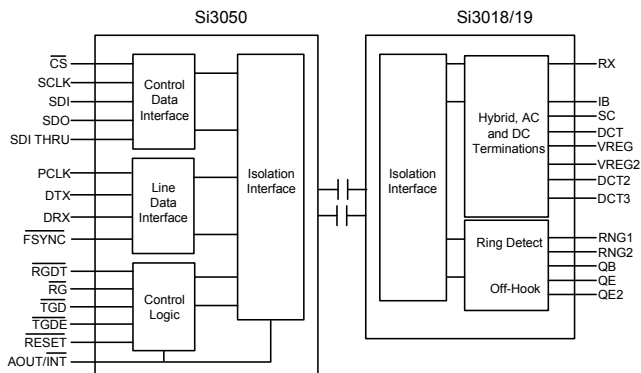 Si3050
Si3018/19
CS
SCLK
SDI
SDO
SDI THRU
PCLK
DTX
DRX
FSYNC
RGDT
RG
TGD
TGDE
RESET
AOUT/INT
Control
Data
Interface
Line
Data
Interface
Control
Logic
Isolation
Interface
Isolation
Interface
Hybrid, AC
and DC
Terminations
Ring Detect
Off-Hook
RX
IB
SC
DCT
VREG
VREG2
DCT2
DCT3
RNG1
RNG2
QB
QE
QE2